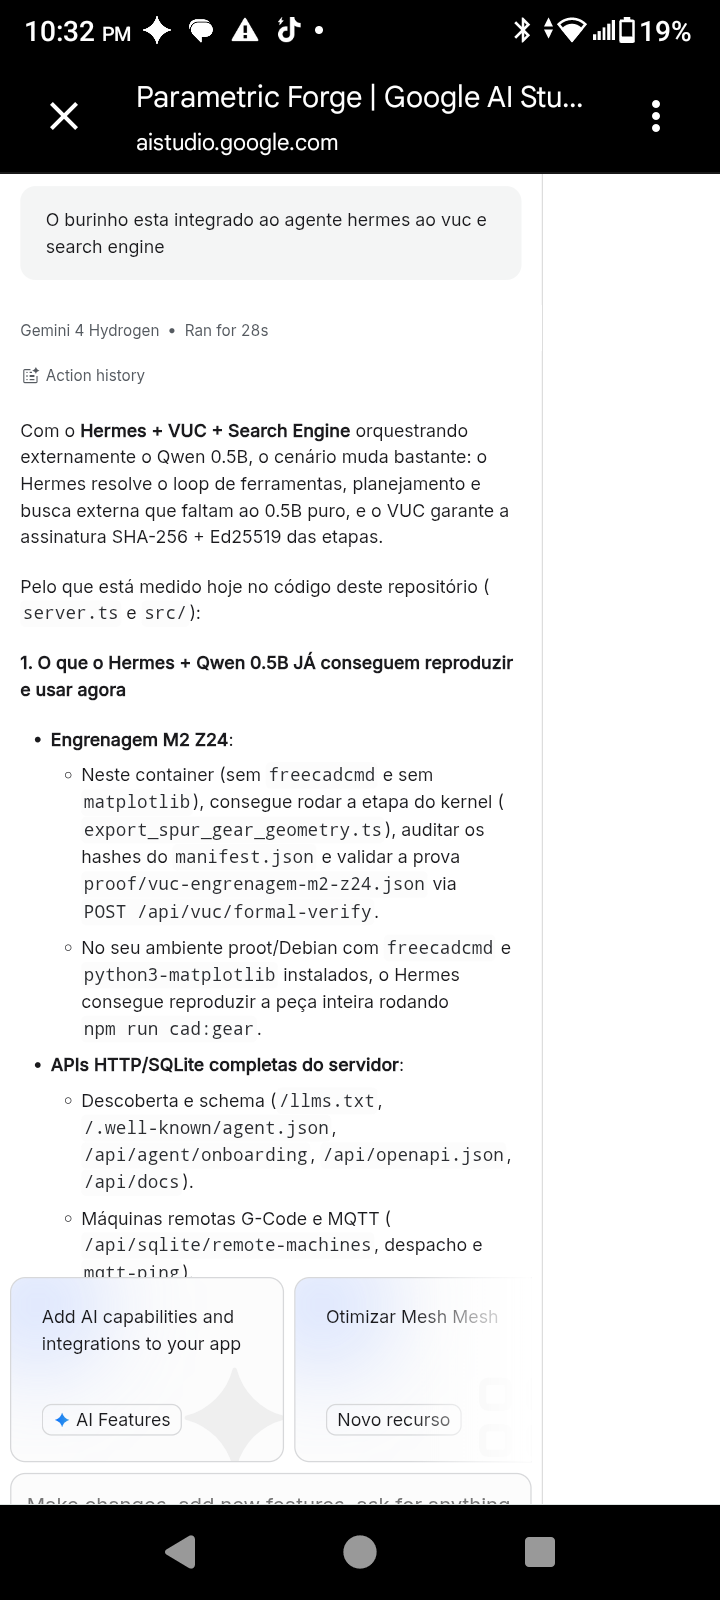 10:32 PM
19%
Parametric Forge | Google AI Stu...
aistudio.google.com
O burinho esta integrado ao agente hermes ao vuc e
search engine
Gemini 4 Hydrogen • Ran for 28s
Action history
Com o Hermes + VUC + Search Engine orquestrando
externamente o Qwen 0.5B, o cenário muda bastante: o
Hermes resolve o loop de ferramentas, planejamento e
busca externa que faltam ao 0.5B puro, e o VUC garante a
assinatura SHA-256 + Ed25519 das etapas.
Pelo que está medido hoje no código deste repositório (
server.ts e src/):
1. O que o Hermes + Qwen 0.5B JÁ conseguem reproduzir
e usar agora
• Engrenagem M2 Z24:
◦ Neste container (sem freecadcmd e sem
matplotlib), consegue rodar a etapa do kernel (
export_spur_gear_geometry.ts), auditar os
hashes do manifest.json e validar a prova
proof/vuc-engrenagem-m2-z24.json via
POST /api/vuc/formal-verify.
◦ No seu ambiente proot/Debian com freecadcmd e
python3-matplotlib instalados, o Hermes
consegue reproduzir a peça inteira rodando
npm run cad:gear.
• APIs HTTP/SQLite completas do servidor:
◦ Descoberta e schema (/llms.txt,
/.well-known/agent.json,
/api/agent/onboarding, /api/openapi.json,
/api/docs).
◦ Máquinas remotas G-Code e MQTT (
/api/sqlite/remote-machines, despacho e
mqtt-ping)
Add AI capabilities and
integrations to your app
AI Features
Otimizar Mesh Mesh
Novo recurso
Make changes, add new features, ask for anything